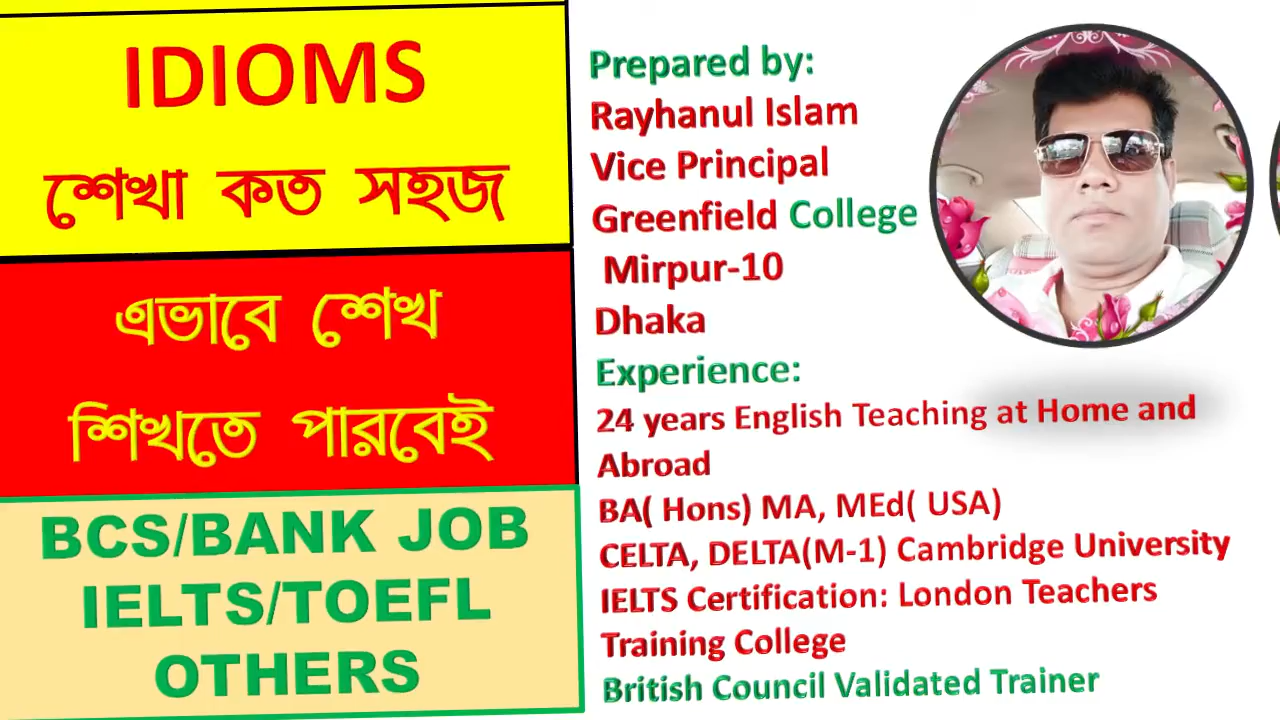 IDIOMS
শেখা কত সহজ
এভাবে শেখ
শিখতে পারবেই
BCS/BANK JOB
IELTS/TOEFL
OTHERS
Prepared by:
Rayhanul Islam
Vice Principal
Greenfield College
Mirpur-10
Dhaka
Experience:
24 years English Teaching at Home and
Abroad
BA( Hons) MA, MEd( USA)
CELTA, DELTA(M-1) Cambridge University
IELTS Certification: London Teachers
Training College
British Council Validated Trainer